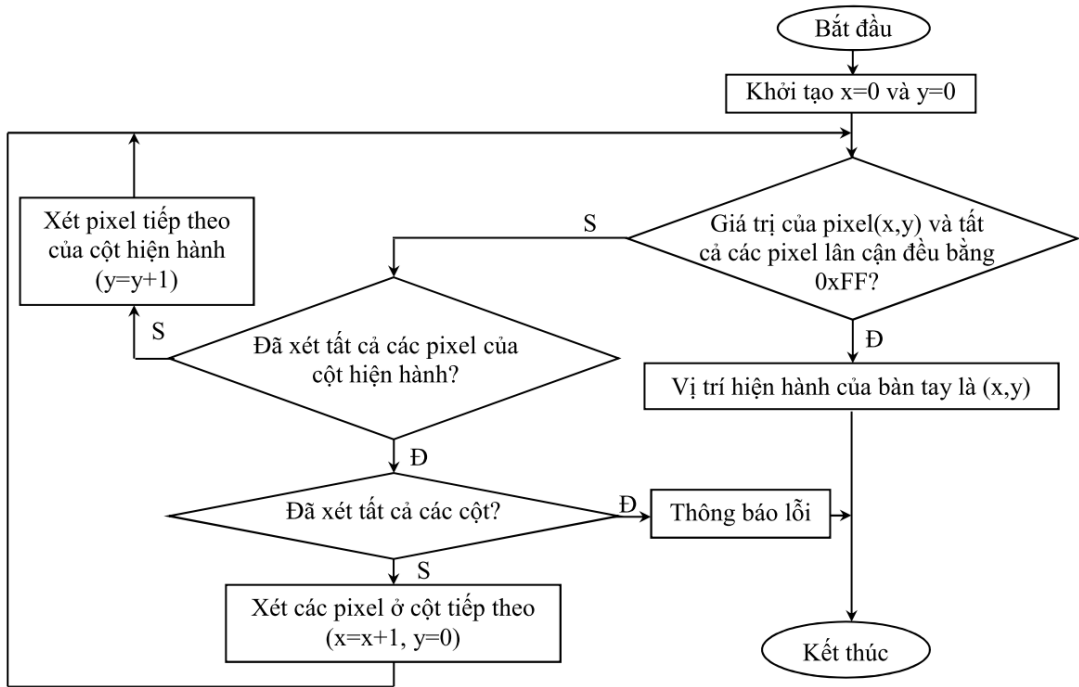 Bắt đầu
Khởi tạo x=0 và y=0
Giá trị của pixel(x,y) và tất
cả các pixel lân cận đều bằng
0xFF?
S
Đ
Vị trí hiện hành của bàn tay là (x,y)
Xét pixel tiếp theo
của cột hiện hành
(y=y+1)
S
Đã xét tất cả các pixel của
cột hiện hành?
Đ
Đã xét tất cả các cột?
Đ
Thông báo lỗi
S
Xét các pixel ở cột tiếp theo
(x=x+1, y=0)
Kết thúc